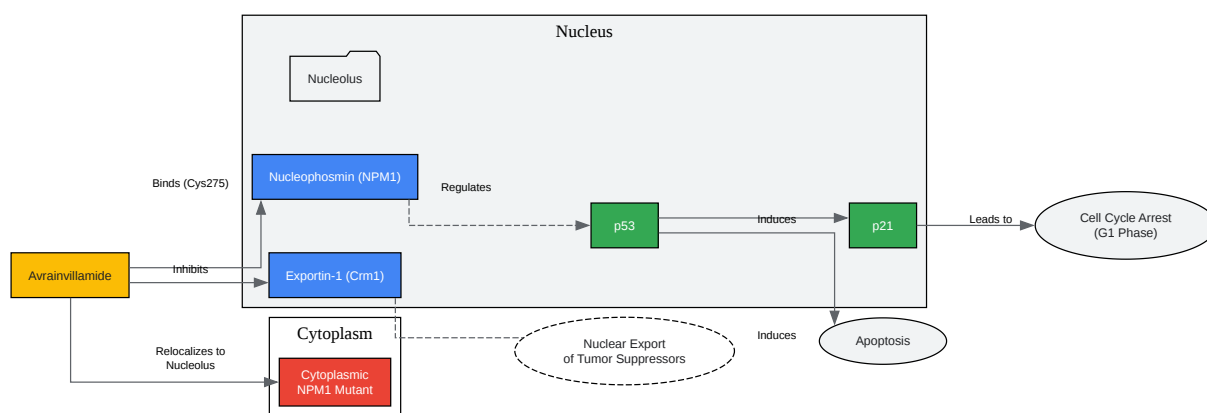 Nucleus
Nucleolus
Binds (Cys275)
Nucleophosmin (NPM1)
Regulates
p53
Induces
p21
Leads to
Cell Cycle Arrest
(G1 Phase)
Avrainvillamide
Inhibits
Exportin-1 (Crm1)
Cytoplasm
Nuclear Export
of Tumor Suppressors
Induces
Apoptosis
Relocalizes to
Nucleolus
Cytoplasmic
NPM1 Mutant